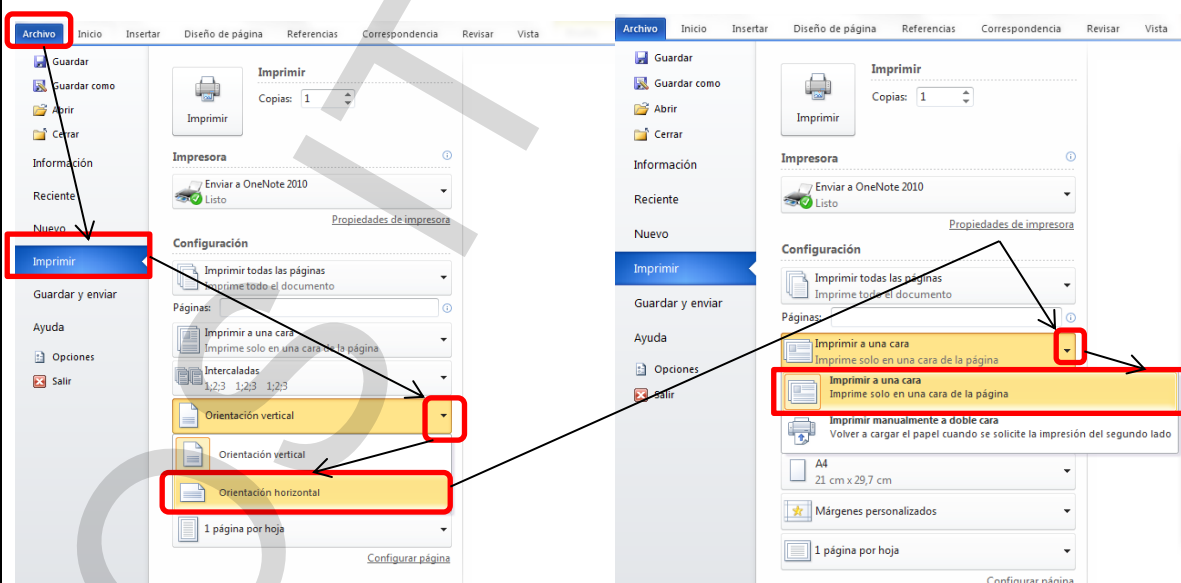 Archivo Inicio Insertar Diseño de página Referencias Correspondencia Revisar Vista
Guardar
Guardar como
Abrir
Cerrar
Información
Reciente
Nuevo
Imprimir
Guardar y enviar
Ayuda
Opciones
Salir
Imprimir
Copias: 1
Imprimir
Impresora
Enviar a OneNote 2010
Listo
Propiedades de impresora
Configuración
Imprimir todas las páginas
Imprime todo el documento
Páginas:
Imprimir a una cara
Imprime solo en una cara de la página
Intercaladas
1;2;3 1;2;3 1;2;3
Orientación vertical
Orientación vertical
Orientación horizontal
1 página por hoja
Configurar página
Archivo Inicio Insertar Diseño de página Referencias Correspondencia Revisar Vista
Guardar
Guardar como
Abrir
Cerrar
Información
Reciente
Nuevo
Imprimir
Guardar y enviar
Ayuda
Opciones
Salir
Imprimir
Copias: 1
Imprimir
Impresora
Enviar a OneNote 2010
Listo
Propiedades de impresora
Configuración
Imprimir todas las páginas
Imprime todo el documento
Páginas:
Imprimir a una cara
Imprime solo en una cara de la página
Imprimir a una cara
Imprime solo en una cara de la página
Imprimir manualmente a doble cara
Volver a cargar el papel cuando se solicite la impresión del segundo lado
A4
21 cm x 29,7 cm
Márgenes personalizados
1 página por hoja
Configurar página